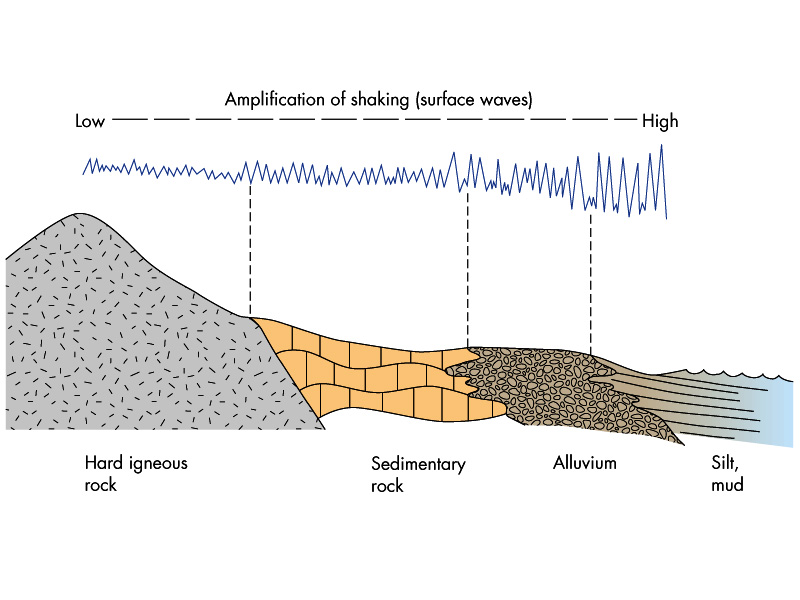 Amplification of shaking (surface waves)
Low
High
Hard igneous
rock
Sedimentary
rock
Alluvium
Silt,
mud